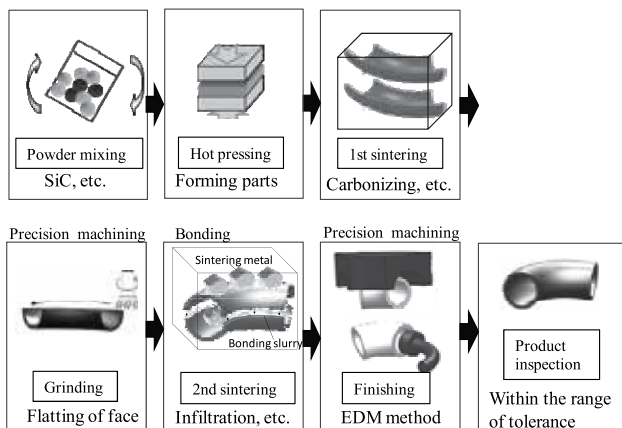 Powder mixing
SiC, etc.
Hot pressing
Forming parts
1st sintering
Carbonizing, etc.
Precision machining
Grinding
Flatting of face
Bonding
Sintering metal
Bonding slurry
2nd sintering
Infiltration, etc.
Precision machining
Finishing
EDM method
Product
inspection
Within the range
of tolerance